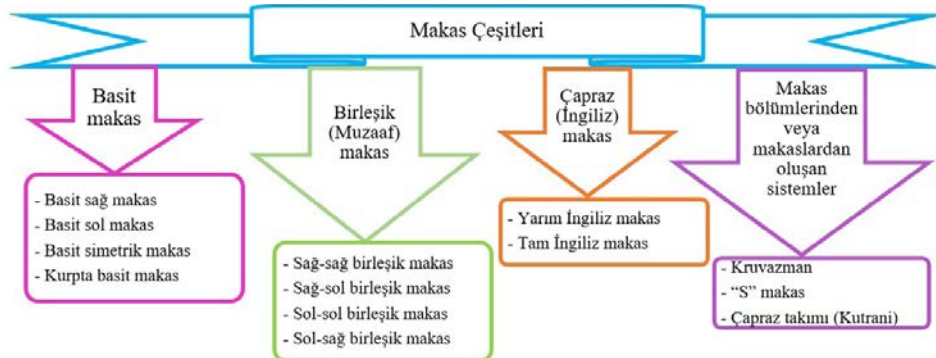 Makas Çeşitleri
Basit
makas
- Basit sağ makas
- Basit sol makas
- Basit simetrik makas
- Kurpta basit makas
Birleşik
(Muzaaf)
makas
- Sağ-sağ birleşik makas
- Sağ-sol birleşik makas
- Sol-sol birleşik makas
- Sol-sağ birleşik makas
Çapraz
(İngiliz)
makas
- Yarım İngiliz makas
- Tam İngiliz makas
Makas
bölümlerinden
veya
makaslardan
oluşan
sistemler
- Kruvazman
- “S” makas
- Çapraz takımı (Kutrani)